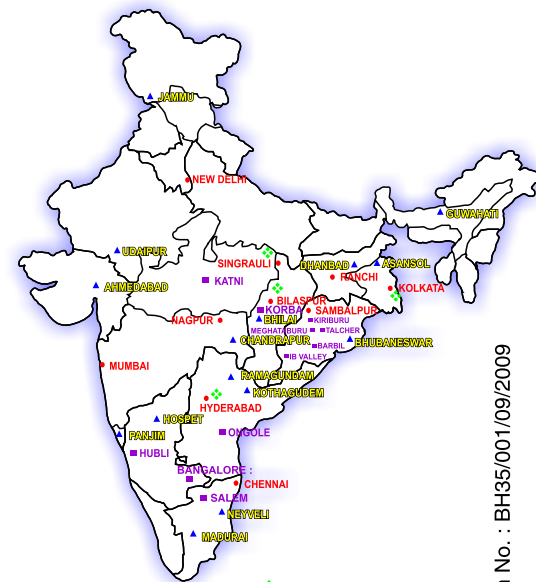 JAMMU
NEW DELHI
GUWAHATI
UDAIPUR
SINGRAULI
DHANBAD
ASANSOL
RANCHI
KATNI
AHMEDABAD
KOLKATA
BILASPUR
KORBA
SAMBALPUR
BHILAI
KIRIBURU
NAGPUR
MEGHATABURU
TALCHER
CHANDRAPUR
BHUBANESWAR
BARBIL
IB VALLEY
MUMBAI
RAMAGUNDAM
KOTHAGUDEM
HYDERABAD
HOSPET
ONGOLE
PANJIM
HUBLI
BANGALORE :
CHENNAI
SALEM
NEYVELI
MADURAI
No. : BH35/001/09/2009